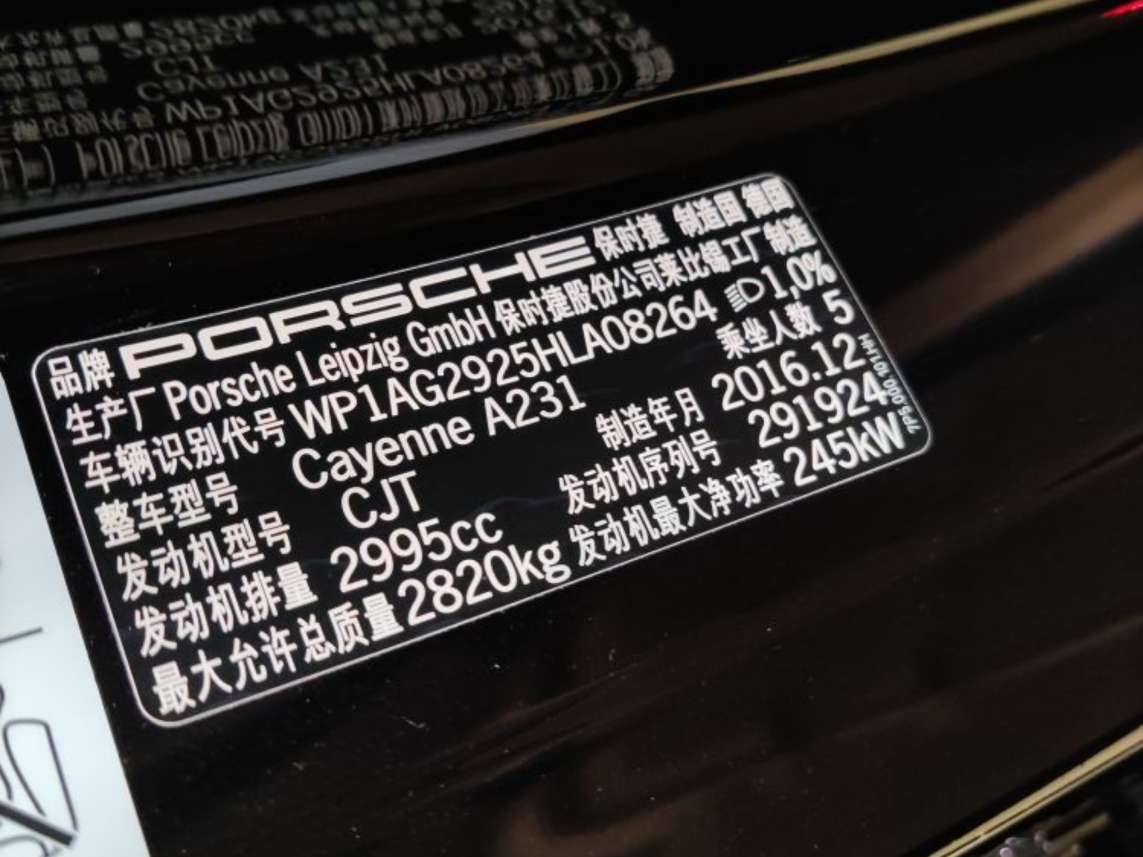 品牌 PORSCHE 保时捷 制造国 德国
生产厂 Porsche Leipzig GmbH 保时捷股份公司莱比锡工厂制造
车辆识别代号 WP1AG2925HLA08264 1,0%
整车型号 Cayenne A231 乘坐人数 5
发动机型号 CJT 制造年月 2016.12
发动机排量 2995cc 发动机序列号 291924
最大允许总质量 2820kg 发动机最大净功率 245kW
7P5.000.101.HH